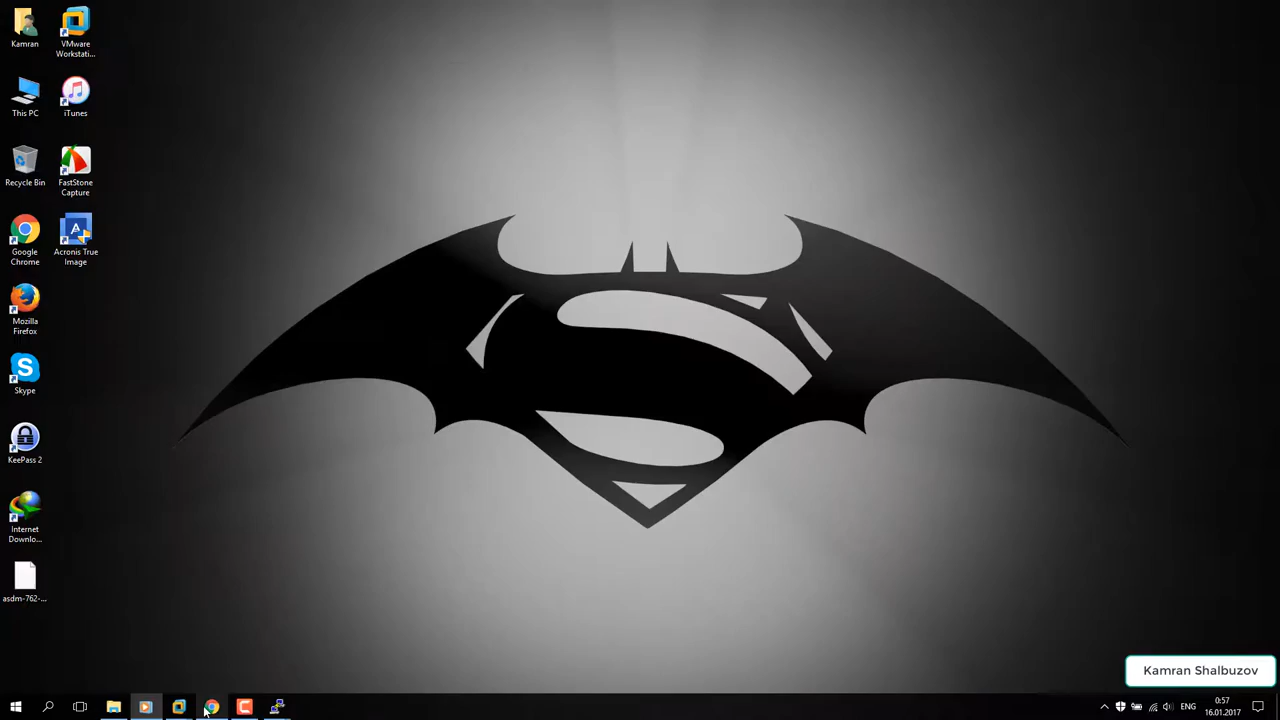 Kamran
VMware
Workstati...
This PC
iTunes
Recycle Bin
FastStone
Capture
Google
Chrome
Acronis True
Image
Mozilla
Firefox
Skype
KeePass 2
Internet
Downlo...
asdm-762-...
Kamran Shalbuzov
ENG
0:57
16.01.2017